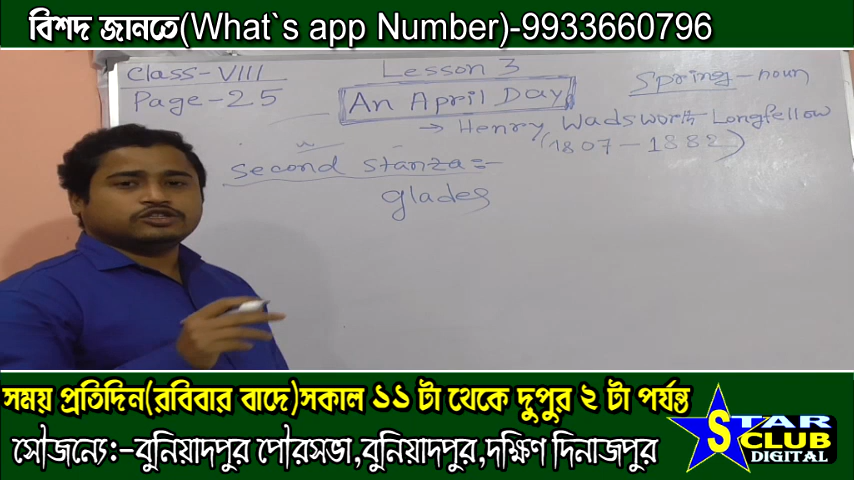 বিশদ জানতে(What`s app Number)-9933660796
Class-VIII
Page-25
Lesson 3
An April Day
Spring - noun
→ Henry Wadsworth Longfellow
(1807-1882)
Second Stanza:-
glades
সময় প্রতিদিন(রবিবার বাদে)সকাল ১১ টা থেকে দুপুর ২ টা পর্যন্ত
সৌজন্যে:-বুনিয়াদপুর পৌরসভা,বুনিয়াদপুর,দক্ষিণ দিনাজপুর
STAR
CLUB
DIGITAL